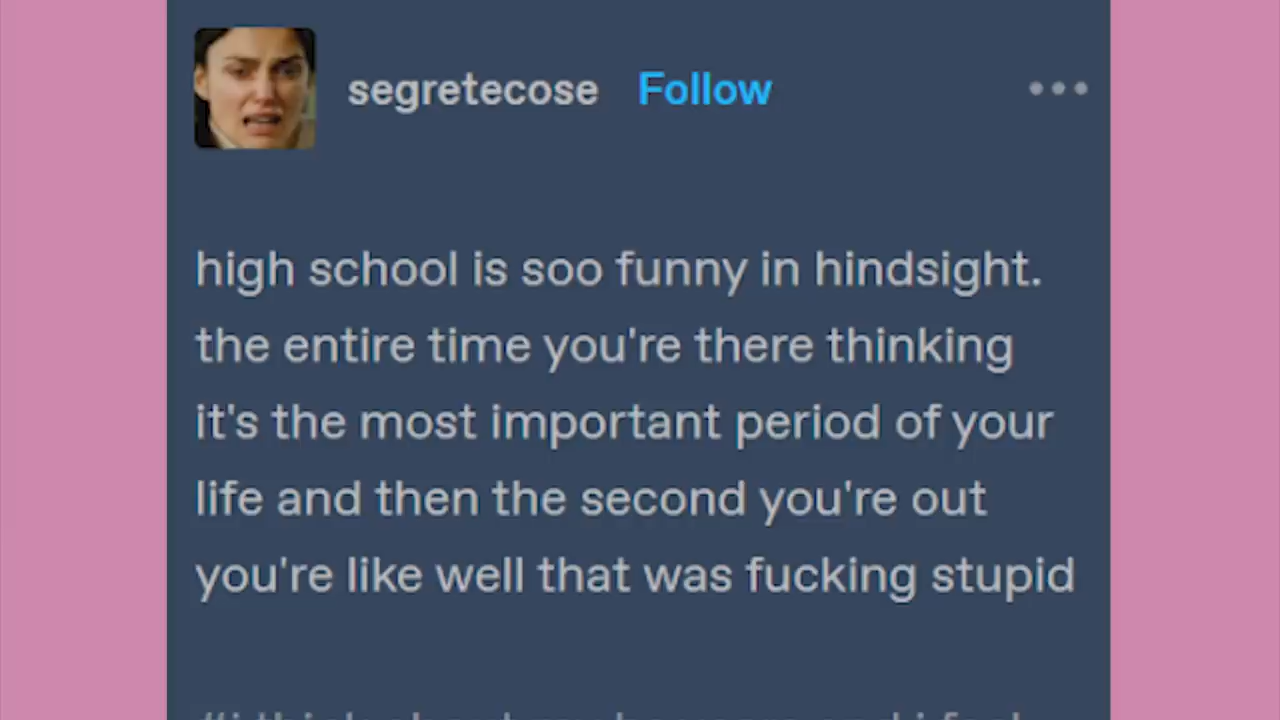 segretecose Follow
high school is soo funny in hindsight.
the entire time you're there thinking
it's the most important period of your
life and then the second you're out
you're like well that was fucking stupid